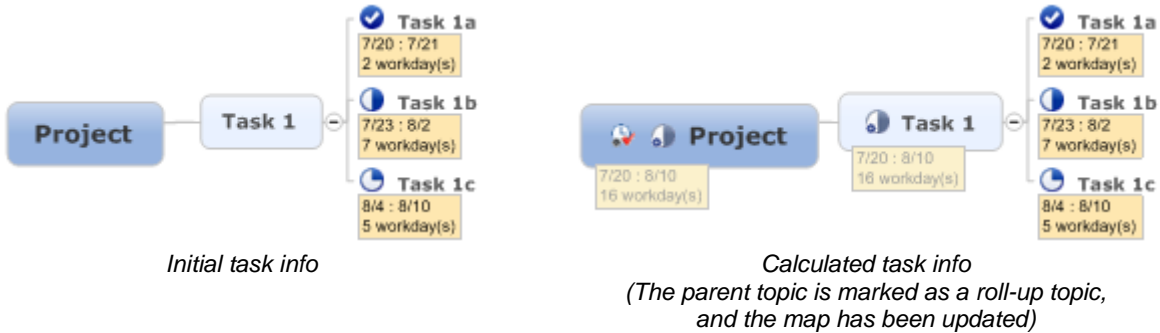 Task 1a
7/20 : 7/21
2 workday(s)
Project
Task 1
Task 1b
7/23 : 8/2
7 workday(s)
Task 1c
8/4 : 8/10
5 workday(s)
Initial task info
Task 1a
7/20 : 7/21
2 workday(s)
Project
7/20 : 8/10
16 workday(s)
Task 1
7/20 : 8/10
16 workday(s)
Task 1b
7/23 : 8/2
7 workday(s)
Task 1c
8/4 : 8/10
5 workday(s)
Calculated task info
(The parent topic is marked as a roll-up topic,
and the map has been updated)